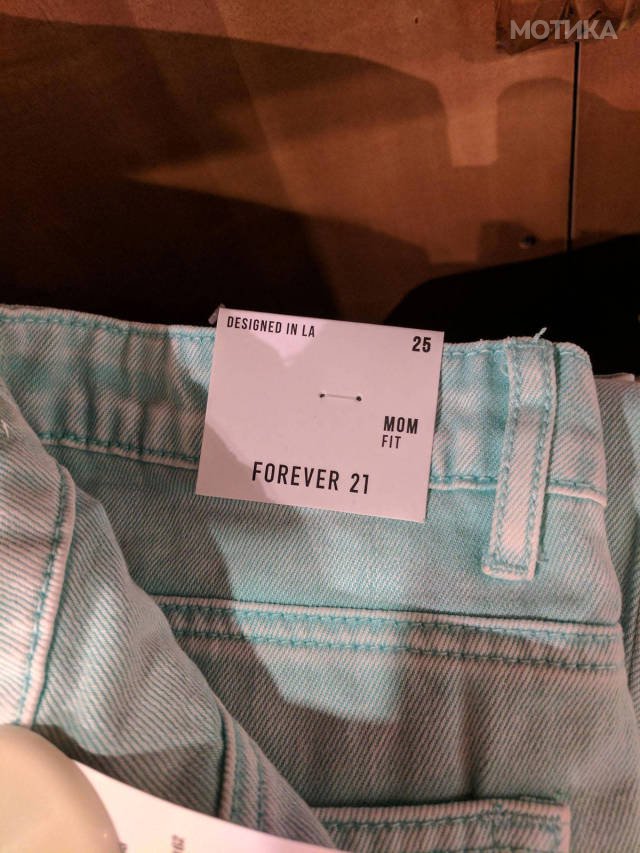 МОТИКА
DESIGNED IN LA
25
MOM
FIT
FOREVER 21